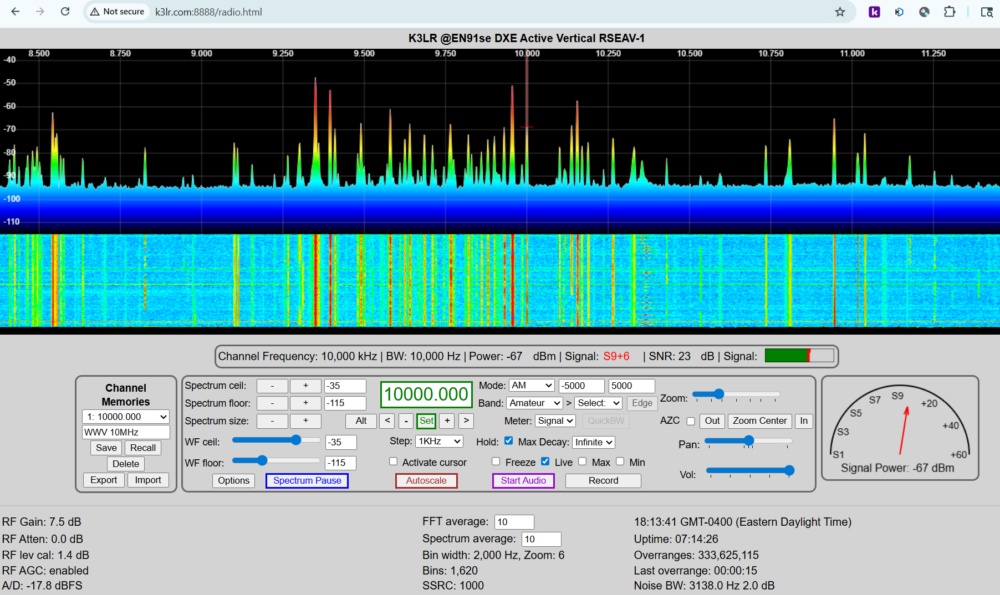 Not secure k3lr.com:8888/radio.html
K3LR @EN91se DXE Active Vertical RSEAV-1
8.500 8.750 9.000 9.250 9.500 9.750 10.000 10.250 10.500 10.750 11.000 11.250
-40
-50
-60
-70
-80
-90
-100
-110
Channel Frequency: 10,000 kHz | BW: 10,000 Hz | Power: -67 dBm | Signal: S9+6 | SNR: 23 dB | Signal:
Channel
Memories
1: 10000.000
WWV 10MHz
Save Recall
Delete
Export Import
Spectrum ceil: - + -35
Spectrum floor: - + -115
Spectrum size: - +
WF ceil: -35
WF floor: -115
Options Spectrum Pause
10000.000
Alt < - Set + >
Step: 1KHz
Activate cursor
Autoscale
Mode: AM -5000 5000
Band: Amateur > Select: Edge
Meter: Signal QuickBW
Hold: Max Decay: Infinite
Freeze Live Max Min
Start Audio Record
Zoom:
AZC Out Zoom Center In
Pan:
Vol:
S1 S3 S5 S7 S9 +20 +40 +60
Signal Power: -67 dBm
RF Gain: 7.5 dB
RF Atten: 0.0 dB
RF lev cal: 1.4 dB
RF AGC: enabled
A/D: -17.8 dBFS
FFT average: 10
Spectrum average: 10
Bin width: 2,000 Hz, Zoom: 6
Bins: 1,620
SSRC: 1000
18:13:41 GMT-0400 (Eastern Daylight Time)
Uptime: 07:14:26
Overranges: 333,625,115
Last overrange: 00:00:15
Noise BW: 3138.0 Hz 2.0 dB